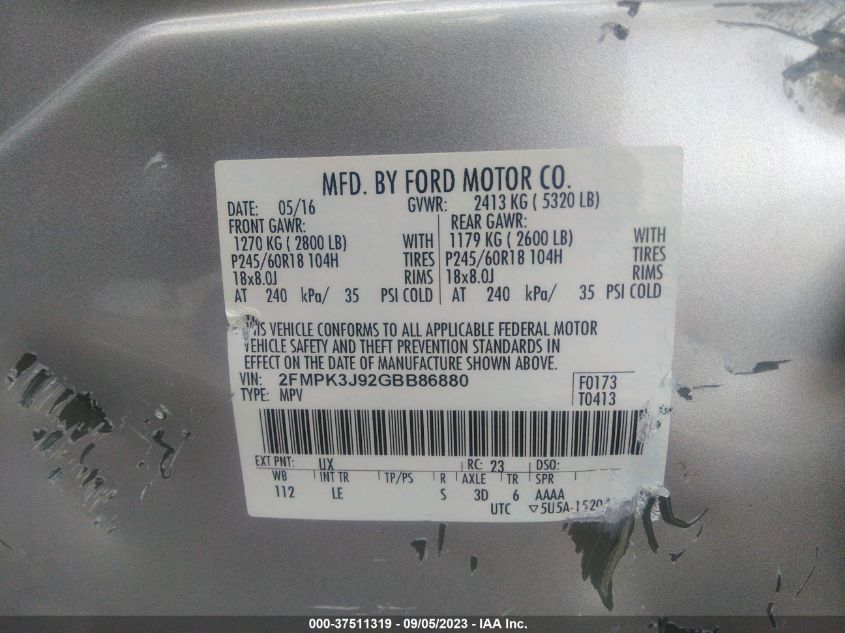 MFD. BY FORD MOTOR CO.
DATE: 05/16 GVWR: 2413 KG ( 5320 LB)
FRONT GAWR: REAR GAWR:
1270 KG ( 2800 LB) WITH 1179 KG ( 2600 LB) WITH
P245/60R18 104H TIRES P245/60R18 104H TIRES
18x8.0J RIMS 18x8.0J RIMS
AT 240 kPa/ 35 PSI COLD AT 240 kPa/ 35 PSI COLD
VEHICLE CONFORMS TO ALL APPLICABLE FEDERAL MOTOR
VEHICLE SAFETY AND THEFT PREVENTION STANDARDS IN
EFFECT ON THE DATE OF MANUFACTURE SHOWN ABOVE.
VIN: 2FMPK3J92GBB86880 F0173
TYPE: MPV T0413
EXT PNT: UX RC: 23 DSO:
WB INT TR TP/PS R AXLE TR SPR
112 LE S 3D 6 AAAA
UTC ▽5U5A-1520
000-37511319 - 09/05/2023 - IAA Inc.